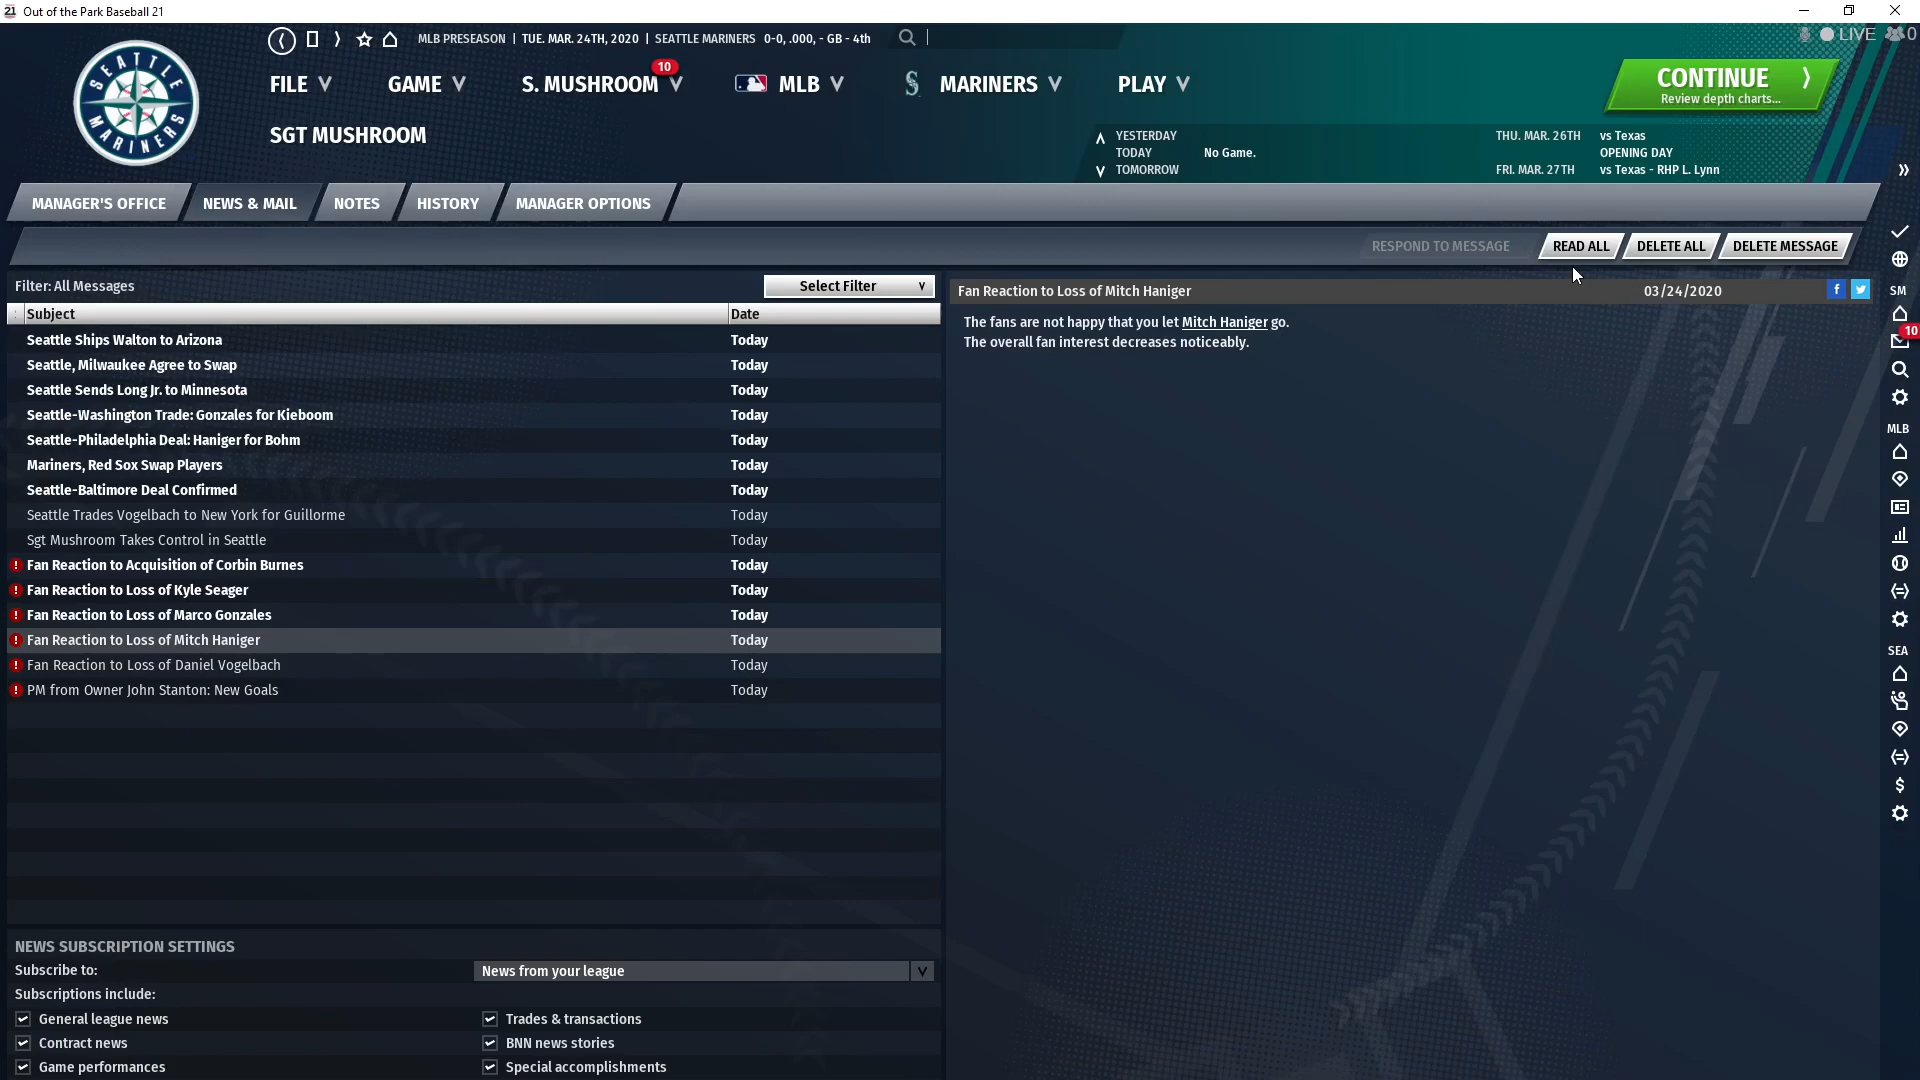 Out of the Park Baseball 21
MLB PRESEASON | TUE. MAR. 24TH, 2020 | SEATTLE MARINERS 0-0, .000, - GB - 4th
LIVE 0
SEATTLE MARINERS
FILE GAME S. MUSHROOM 10 MLB MARINERS PLAY
CONTINUE
Review depth charts...
SGT MUSHROOM
YESTERDAY
TODAY No Game.
TOMORROW
THU. MAR. 26TH vs Texas
OPENING DAY
FRI. MAR. 27TH vs Texas - RHP L. Lynn
MANAGER'S OFFICE NEWS & MAIL NOTES HISTORY MANAGER OPTIONS
RESPOND TO MESSAGE READ ALL DELETE ALL DELETE MESSAGE
Filter: All Messages Select Filter
Subject Date
Seattle Ships Walton to Arizona Today
Seattle, Milwaukee Agree to Swap Today
Seattle Sends Long Jr. to Minnesota Today
Seattle-Washington Trade: Gonzales for Kieboom Today
Seattle-Philadelphia Deal: Haniger for Bohm Today
Mariners, Red Sox Swap Players Today
Seattle-Baltimore Deal Confirmed Today
Seattle Trades Vogelbach to New York for Guillorme Today
Sgt Mushroom Takes Control in Seattle Today
! Fan Reaction to Acquisition of Corbin Burnes Today
! Fan Reaction to Loss of Kyle Seager Today
! Fan Reaction to Loss of Marco Gonzales Today
! Fan Reaction to Loss of Mitch Haniger Today
! Fan Reaction to Loss of Daniel Vogelbach Today
! PM from Owner John Stanton: New Goals Today
Fan Reaction to Loss of Mitch Haniger 03/24/2020
The fans are not happy that you let Mitch Haniger go.
The overall fan interest decreases noticeably.
SM
10
MLB
SEA
NEWS SUBSCRIPTION SETTINGS
Subscribe to: News from your league
Subscriptions include:
General league news Trades & transactions
Contract news BNN news stories
Game performances Special accomplishments